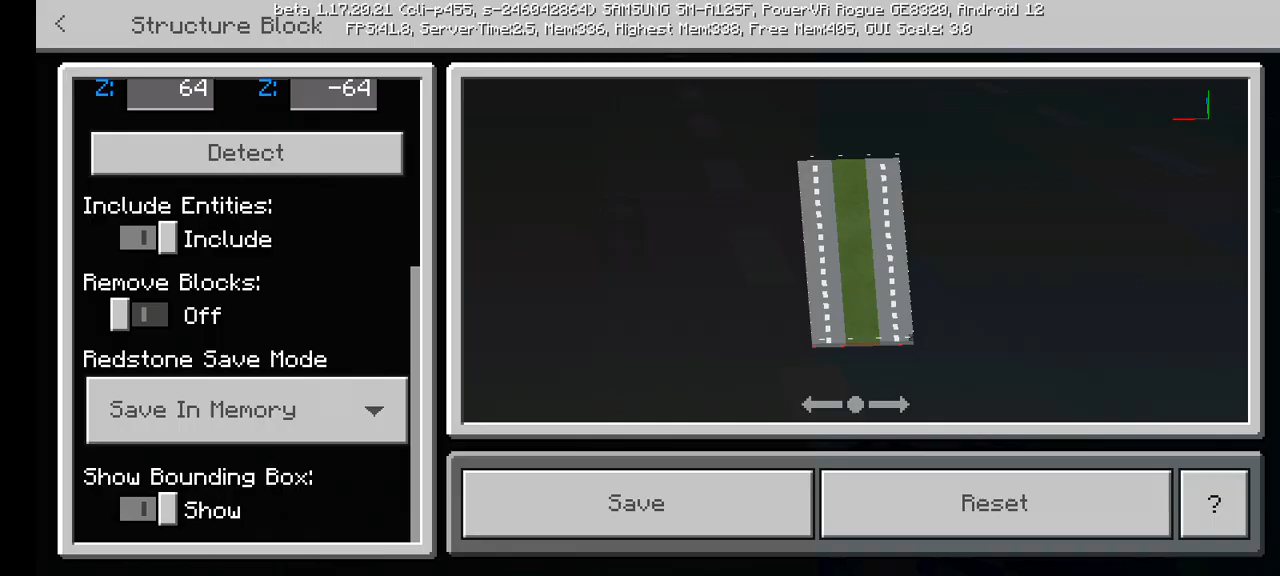 beta 1.17.20.21 (cli-p455, s-246042864) SAMSUNG SM-A125F, PowerVR Rogue GE8320, Android 12
FPS:41.8, ServerTime:2.5, Mem:336, Highest Mem:338, Free Mem:405, GUI Scale: 3.0
Structure Block
Z: 64 Z: -64
Detect
Include Entities:
Include
Remove Blocks:
Off
Redstone Save Mode
Save In Memory
Show Bounding Box:
Show
Save Reset ?